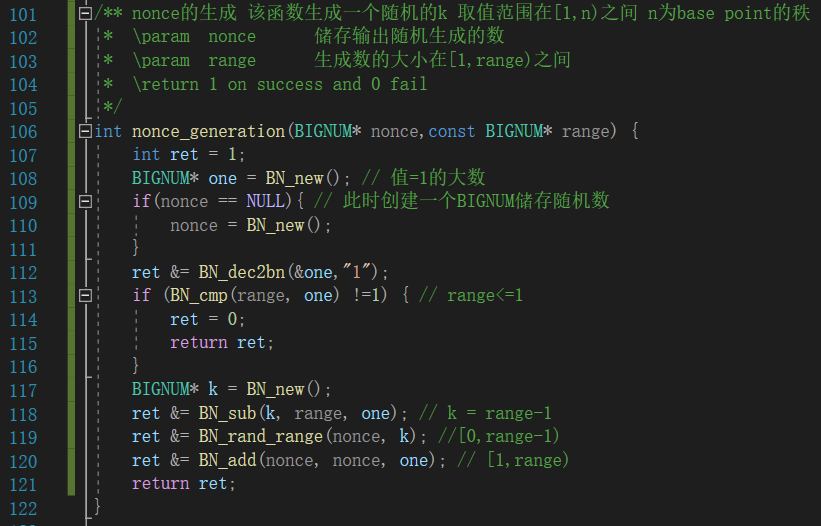 101 /** nonce的生成 该函数生成一个随机的k 取值范围在[1,n)之间 n为base point的秩
102 * \param nonce 储存输出随机生成的数
103 * \param range 生成数的大小在[1,range)之间
104 * \return 1 on success and 0 fail
105 */
106 int nonce_generation(BIGNUM* nonce,const BIGNUM* range) {
107 int ret = 1;
108 BIGNUM* one = BN_new(); // 值=1的大数
109 if(nonce == NULL){ // 此时创建一个BIGNUM储存随机数
110 nonce = BN_new();
111 }
112 ret &= BN_dec2bn(&one,"1");
113 if (BN_cmp(range, one) !=1) { // range<=1
114 ret = 0;
115 return ret;
116 }
117 BIGNUM* k = BN_new();
118 ret &= BN_sub(k, range, one); // k = range-1
119 ret &= BN_rand_range(nonce, k); //[0,range-1)
120 ret &= BN_add(nonce, nonce, one); // [1,range)
121 return ret;
122 }